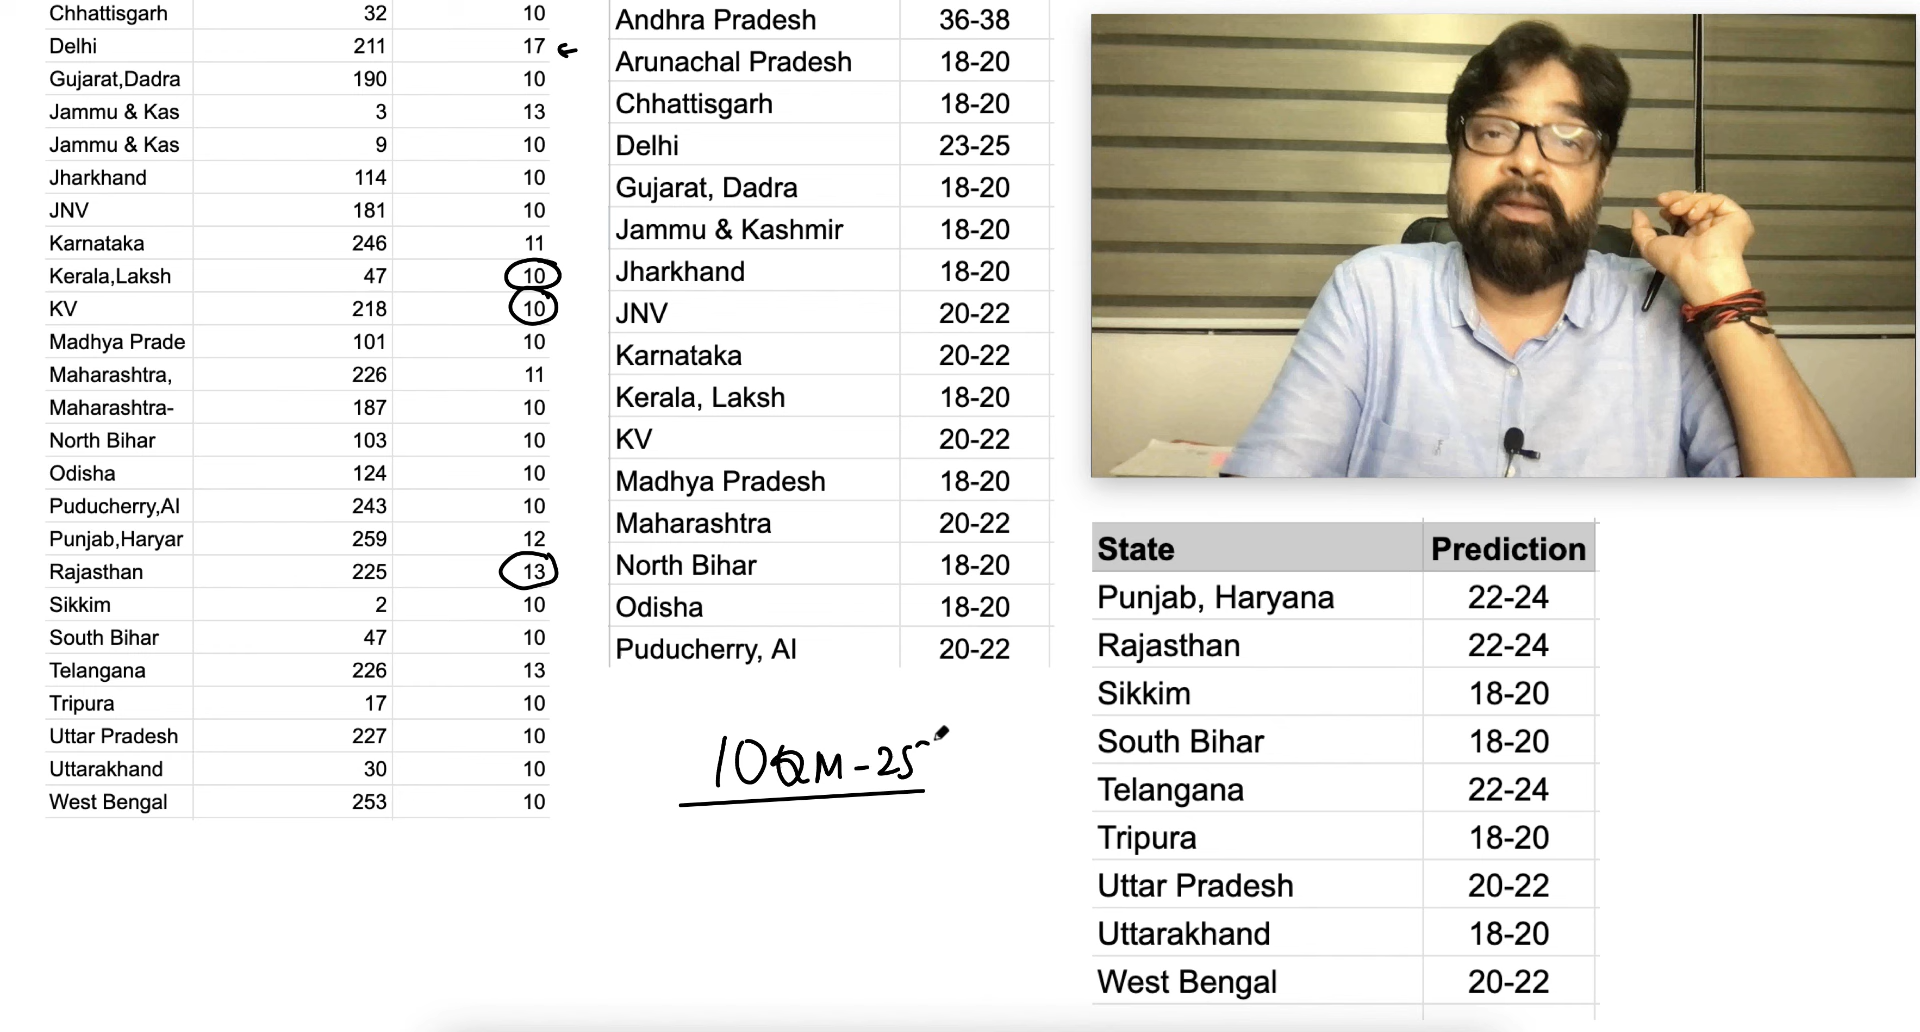 Chhattisgarh 32 10
Delhi 211 17
Gujarat,Dadra 190 10
Jammu & Kas 3 13
Jammu & Kas 9 10
Jharkhand 114 10
JNV 181 10
Karnataka 246 11
Kerala,Laksh 47 10
KV 218 10
Madhya Prade 101 10
Maharashtra, 226 11
Maharashtra- 187 10
North Bihar 103 10
Odisha 124 10
Puducherry,Al 243 10
Punjab,Haryar 259 12
Rajasthan 225 13
Sikkim 2 10
South Bihar 47 10
Telangana 226 13
Tripura 17 10
Uttar Pradesh 227 10
Uttarakhand 30 10
West Bengal 253 10
Andhra Pradesh 36-38
Arunachal Pradesh 18-20
Chhattisgarh 18-20
Delhi 23-25
Gujarat, Dadra 18-20
Jammu & Kashmir 18-20
Jharkhand 18-20
JNV 20-22
Karnataka 20-22
Kerala, Laksh 18-20
KV 20-22
Madhya Pradesh 18-20
Maharashtra 20-22
North Bihar 18-20
Odisha 18-20
Puducherry, Al 20-22
10QM-25
State Prediction
Punjab, Haryana 22-24
Rajasthan 22-24
Sikkim 18-20
South Bihar 18-20
Telangana 22-24
Tripura 18-20
Uttar Pradesh 20-22
Uttarakhand 18-20
West Bengal 20-22